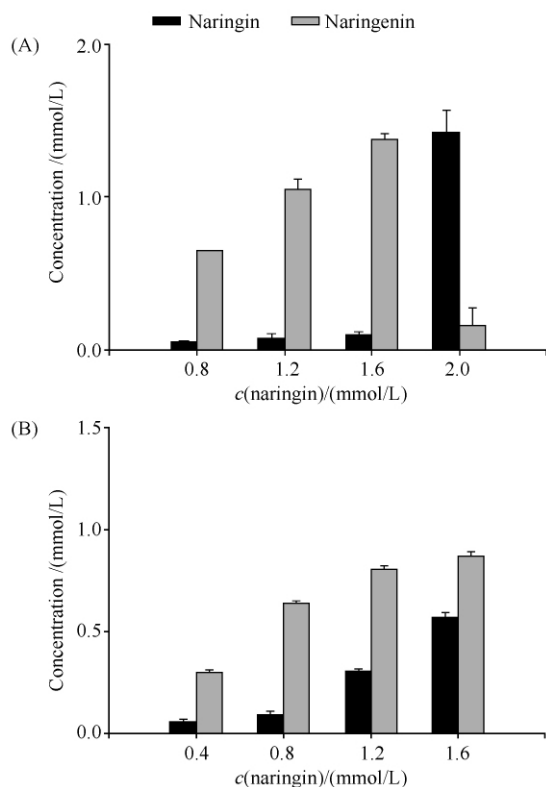 Naringin Naringenin
(A)
2.0
1.0
0.0
Concentration /(mmol/L)
0.8 1.2 1.6 2.0
c(naringin)/(mmol/L)
(B)
1.5
1.0
0.5
0.0
Concentration /(mmol/L)
0.4 0.8 1.2 1.6
c(naringin)/(mmol/L)